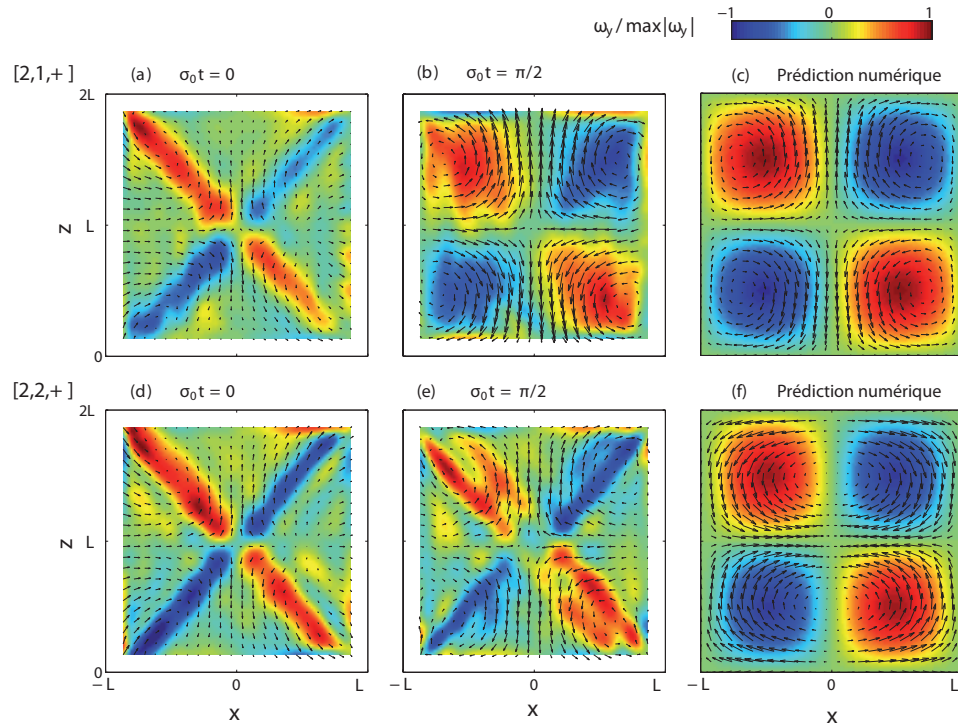 ω_y / max|ω_y|
−1 0 1
[2,1,+] (a) σ₀t = 0 (b) σ₀t = π/2 (c) Prédiction numérique
2L
z L
0
[2,2,+] (d) σ₀t = 0 (e) σ₀t = π/2 (f) Prédiction numérique
2L
z L
0
−L 0 L −L 0 L −L 0 L
x x x